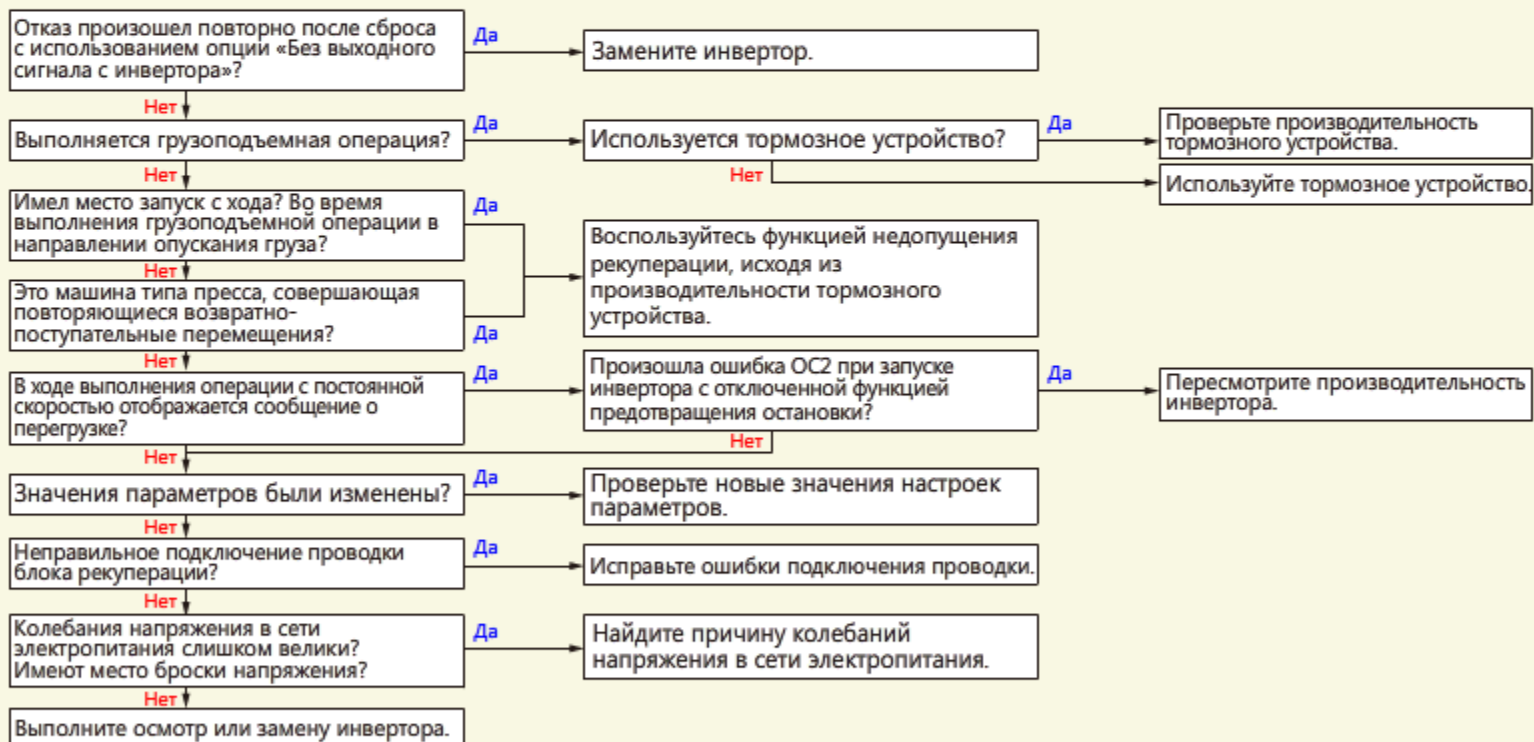 Отказ произошел повторно после сброса
с использованием опции «Без выходного
сигнала с инвертора»?
Да
Замените инвертор.
Нет
Выполняется грузоподъемная операция?
Да
Используется тормозное устройство?
Да
Проверьте производительность
тормозного устройства.
Нет
Нет
Используйте тормозное устройство.
Имел место запуск с хода? Во время
выполнения грузоподъемной операции в
направлении опускания груза?
Да
Воспользуйтесь функцией недопущения
рекуперации, исходя из
производительности тормозного
устройства.
Нет
Это машина типа пресса, совершающая
повторяющиеся возвратно-
поступательные перемещения?
Да
Нет
В ходе выполнения операции с постоянной
скоростью отображается сообщение о
перегрузке?
Да
Произошла ошибка ОС2 при запуске
инвертора с отключенной функцией
предотвращения остановки?
Да
Пересмотрите производительность
инвертора.
Нет
Нет
Значения параметров были изменены?
Да
Проверьте новые значения настроек
параметров.
Нет
Неправильное подключение проводки
блока рекуперации?
Да
Исправьте ошибки подключения проводки.
Нет
Колебания напряжения в сети
электропитания слишком велики?
Имеют место броски напряжения?
Да
Найдите причину колебаний
напряжения в сети электропитания.
Нет
Выполните осмотр или замену инвертора.